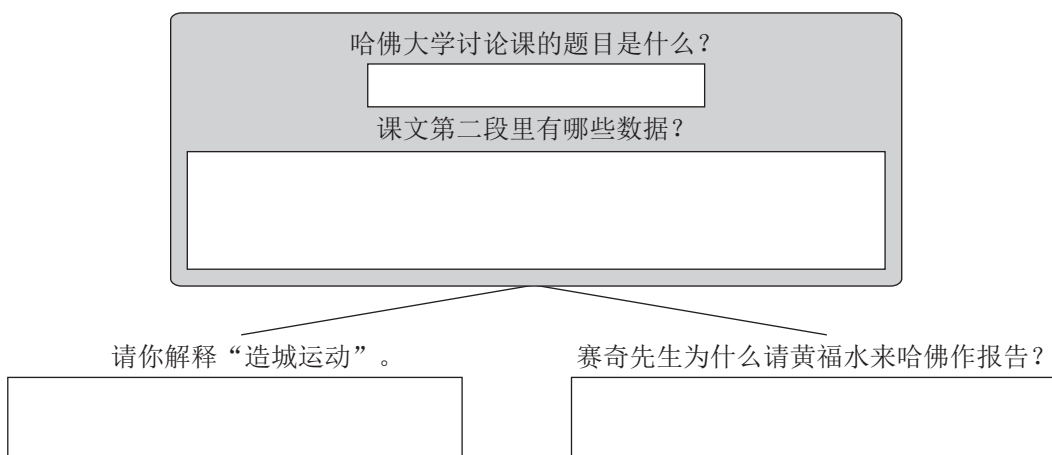 哈佛大学讨论课的题目是什么？
课文第二段里有哪些数据？
请你解释“造城运动”。
赛奇先生为什么请黄福水来哈佛作报告？